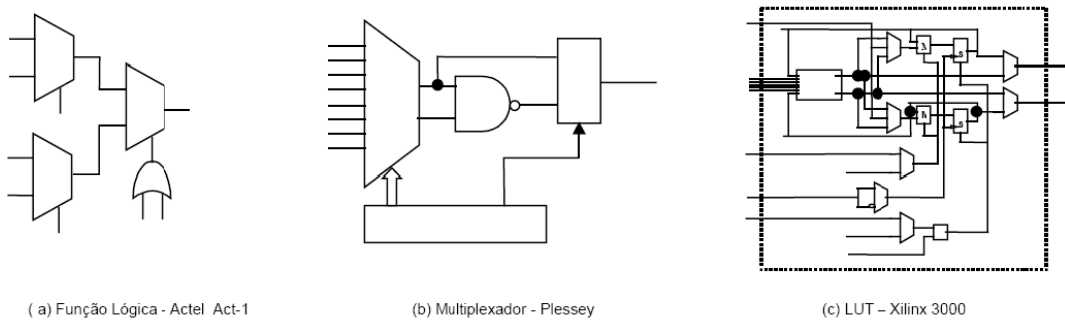 ( a) Função Lógica - Actel Act-1
(b) Multiplexador - Plessey
(c) LUT – Xilinx 3000